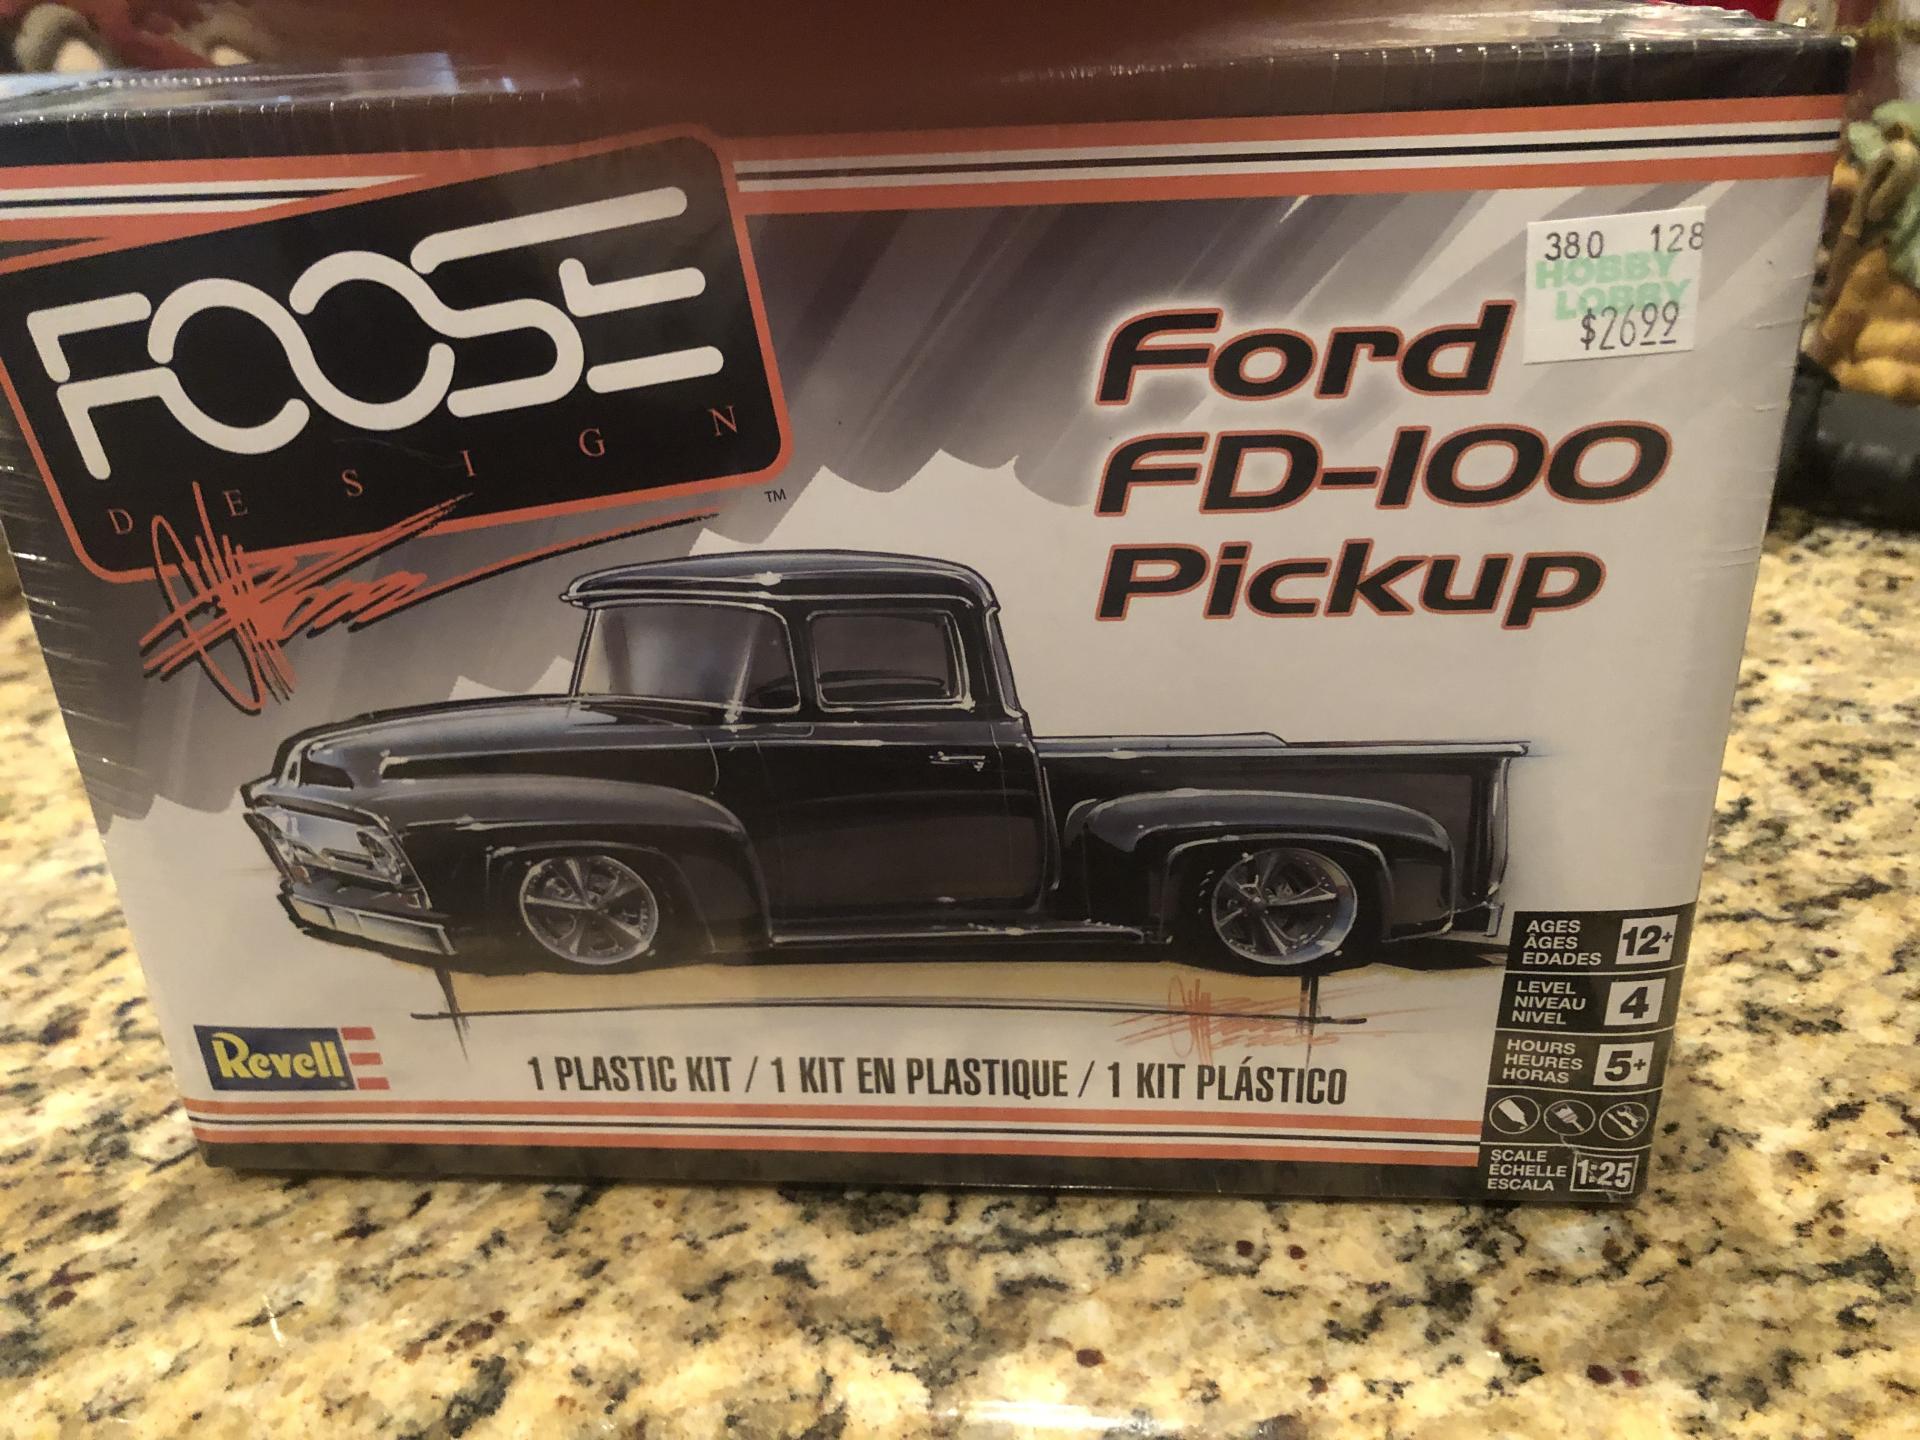 FOOSE
DESIGN
TM
Ford
FD-100
Pickup
380 128
HOBBY
LOBBY
$26.99
AGES
ÂGES
EDADES
12+
LEVEL
NIVEAU
NIVEL
4
HOURS
HEURES
HORAS
5+
SCALE
ÉCHELLE
ESCALA
1:25
Revell
1 PLASTIC KIT / 1 KIT EN PLASTIQUE / 1 KIT PLÁSTICO